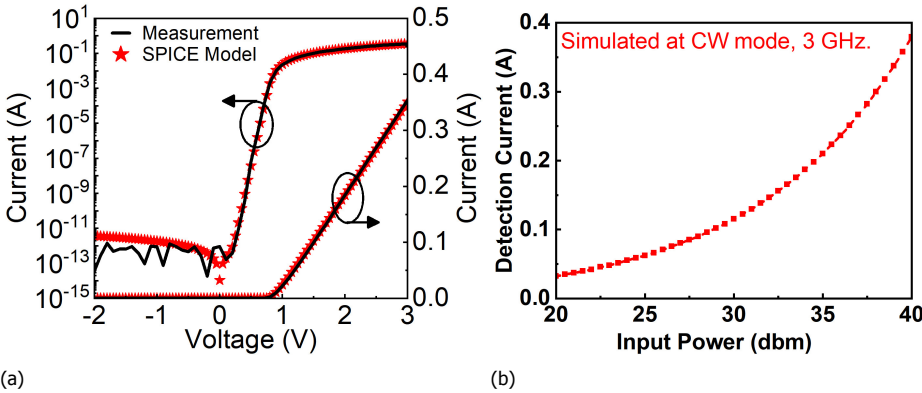 Measurement
SPICE Model
Current (A)
10¹
10⁻¹
10⁻³
10⁻⁵
10⁻⁷
10⁻⁹
10⁻¹¹
10⁻¹³
10⁻¹⁵
-2 -1 0 1 2 3
Voltage (V)
0.5
0.4
0.3
0.2
0.1
0.0
Current (A)
(a)
Simulated at CW mode, 3 GHz.
Detection Current (A)
0.4
0.3
0.2
0.1
0.0
20 25 30 35 40
Input Power (dbm)
(b)